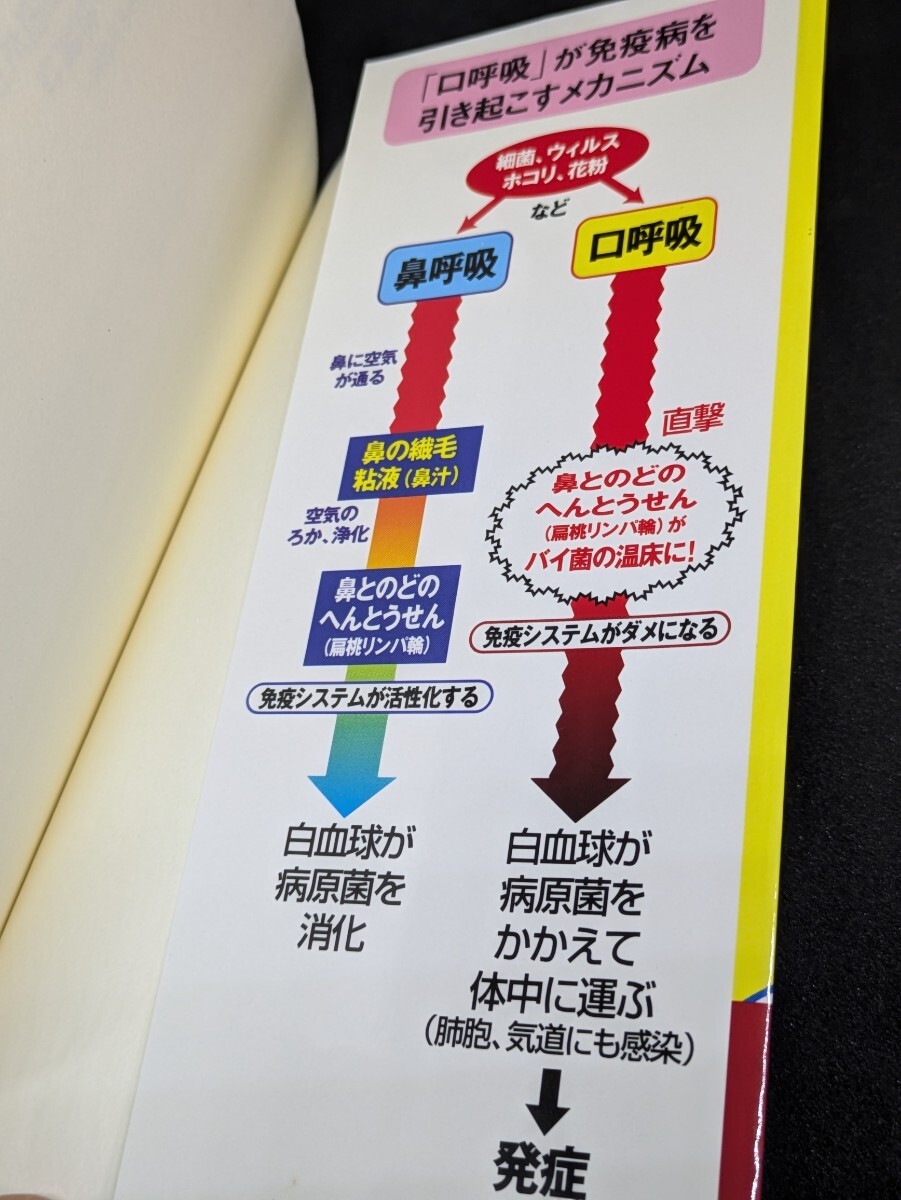 「口呼吸」が免疫病を
引き起こすメカニズム
細菌、ウィルス
ホコリ、花粉
など
鼻呼吸
鼻に空気
が通る
鼻の繊毛
粘液(鼻汁)
空気の
ろか、浄化
鼻とのどの
へんとうせん
(扁桃リンパ輪)
免疫システムが活性化する
白血球が
病原菌を
消化
口呼吸
直撃
鼻とのどの
へんとうせん
(扁桃リンパ輪)が
バイ菌の温床に!
免疫システムがダメになる
白血球が
病原菌を
かかえて
体中に運ぶ
(肺胞、気道にも感染)
発症